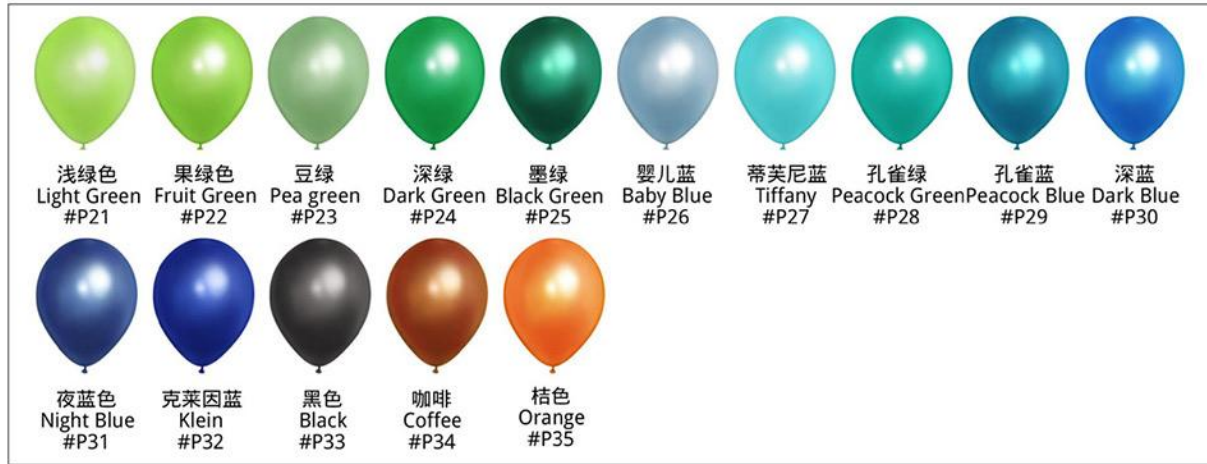 浅绿色 果绿色 豆绿 深绿 墨绿 婴儿蓝 蒂芙尼蓝 孔雀绿 孔雀蓝 深蓝
Light Green Fruit Green Pea green Dark Green Black Green Baby Blue Tiffany Peacock Green Peacock Blue Dark Blue
#P21 #P22 #P23 #P24 #P25 #P26 #P27 #P28 #P29 #P30
夜蓝色 克莱因蓝 黑色 咖啡 桔色
Night Blue Klein Black Coffee Orange
#P31 #P32 #P33 #P34 #P35